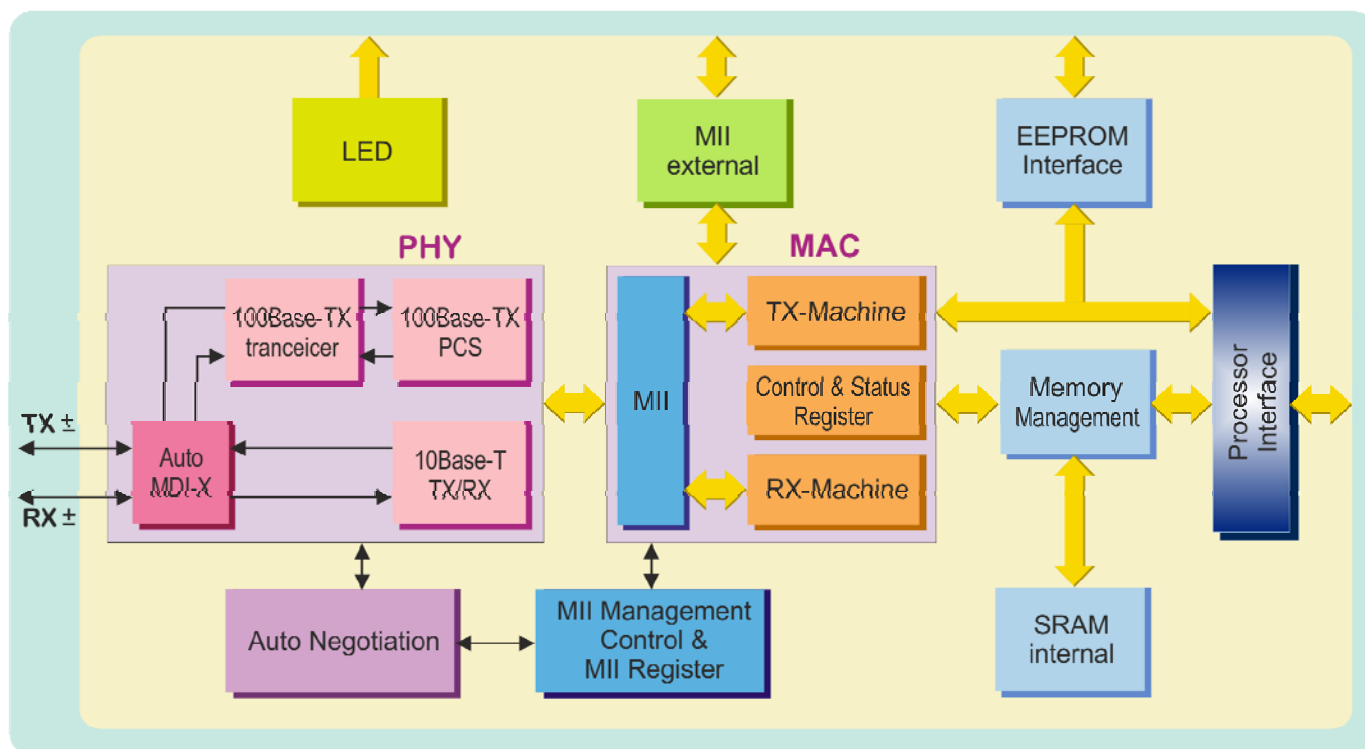 LED
MII
external
EEPROM
Interface
PHY
MAC
100Base-TX
tranceicer
100Base-TX
PCS
MII
TX-Machine
Control & Status
Register
RX-Machine
Memory
Management
Processor
Interface
TX ±
RX ±
Auto
MDI-X
10Base-T
TX/RX
Auto Negotiation
MII Management
Control &
MII Register
SRAM
internal